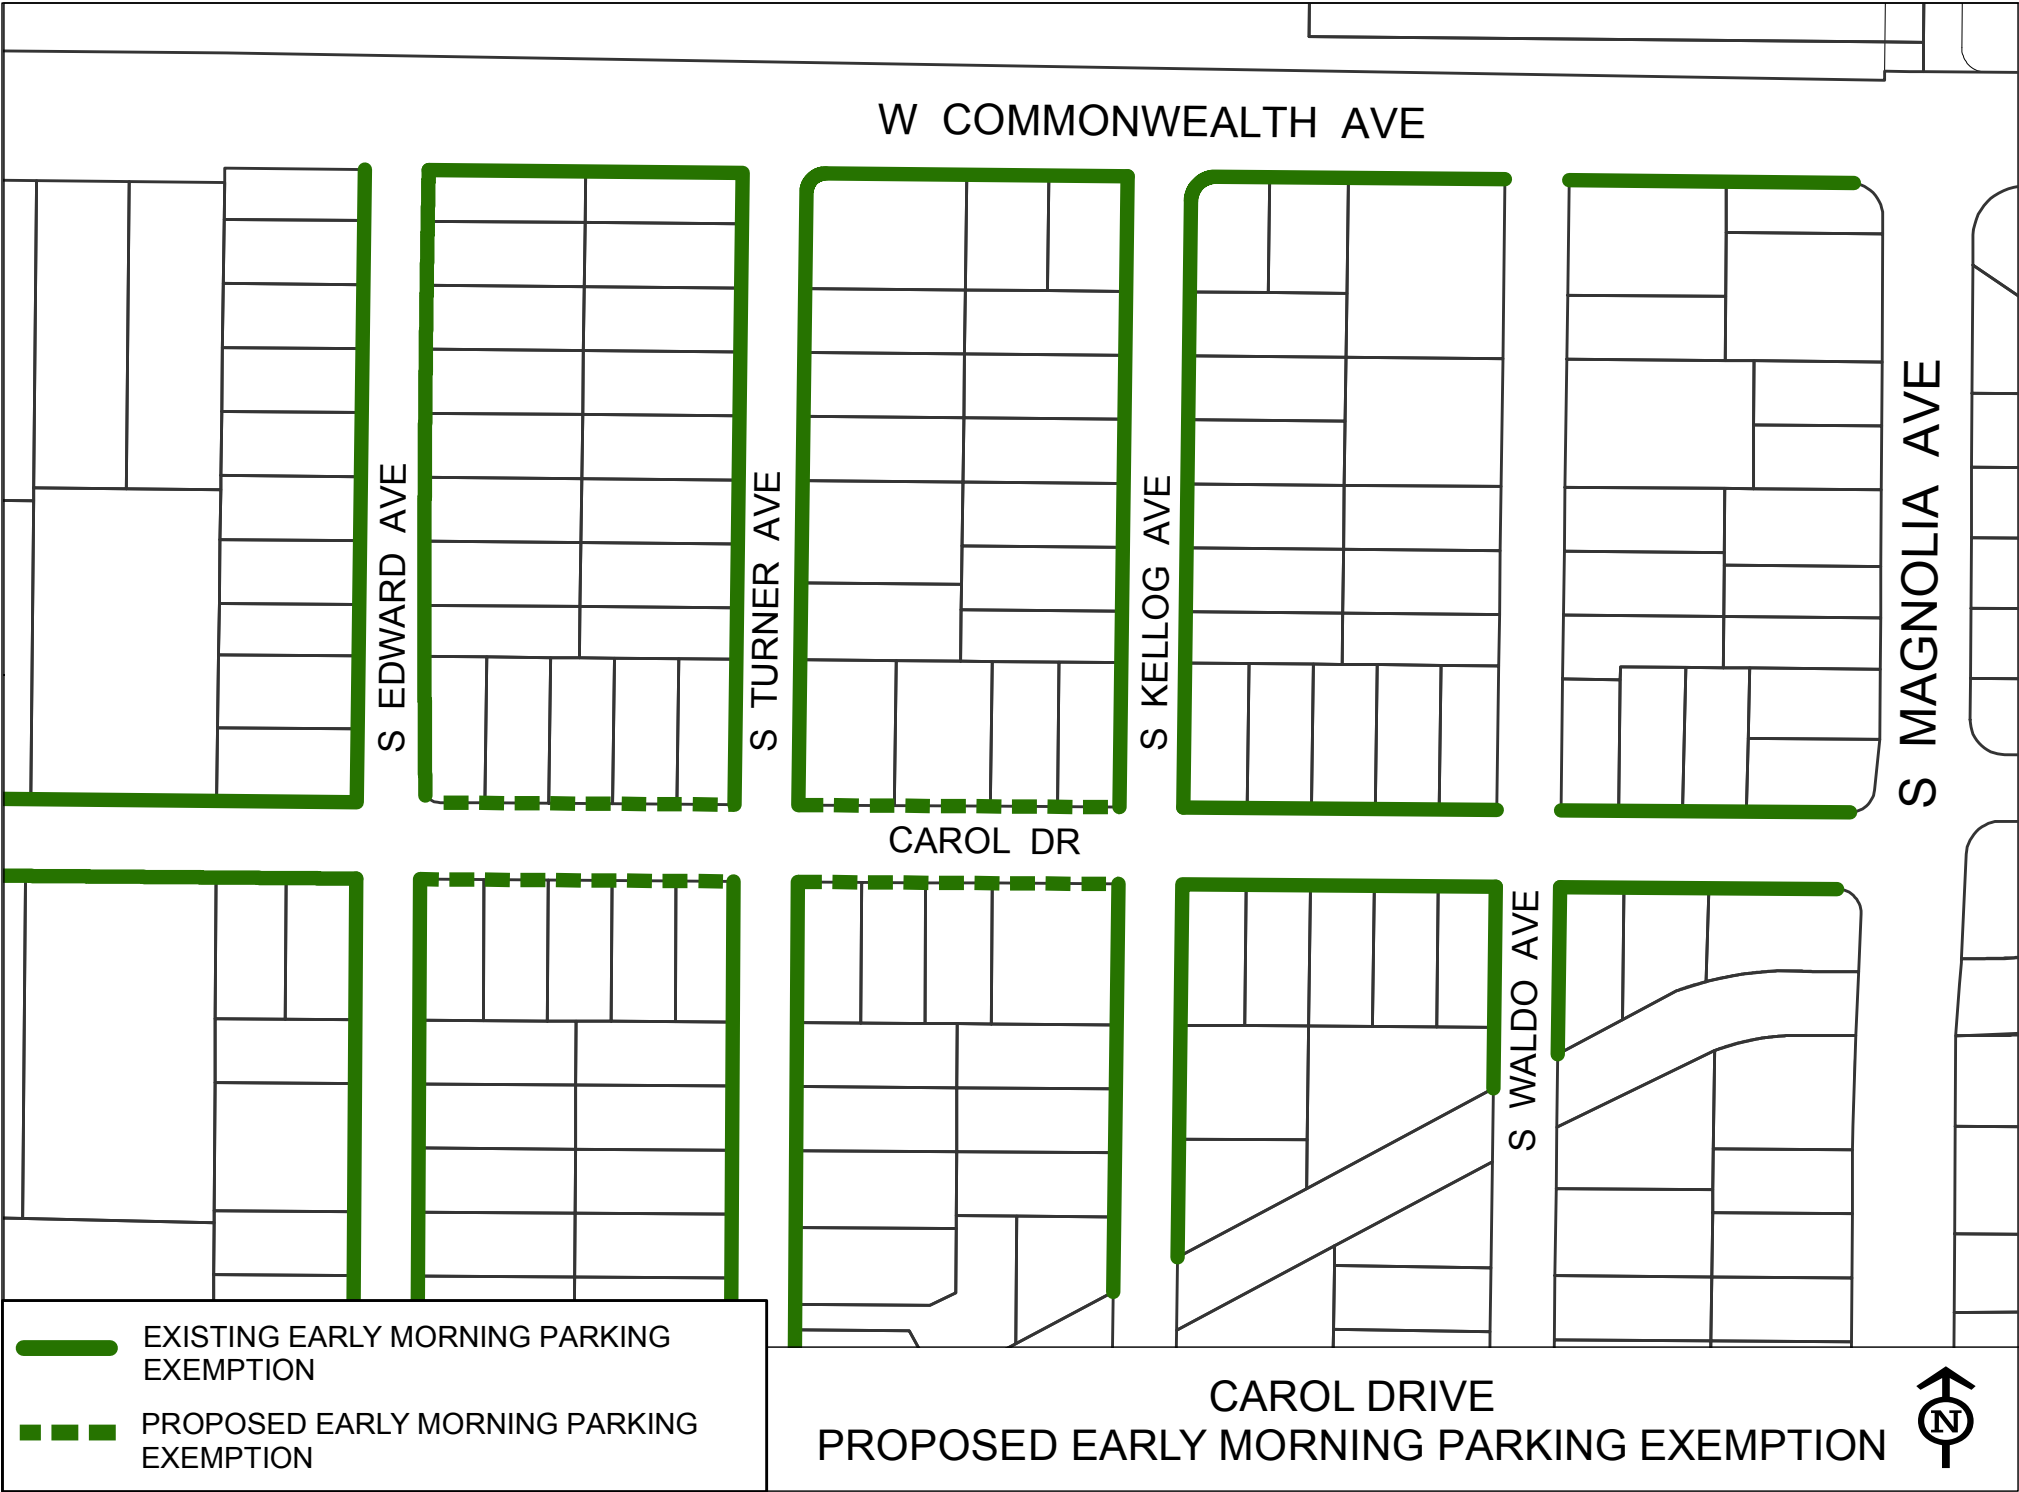 W COMMONWEALTH AVE
S EDWARD AVE
S TURNER AVE
S KELLOG AVE
S MAGNOLIA AVE
CAROL DR
S WALDO AVE
EXISTING EARLY MORNING PARKING
EXEMPTION
PROPOSED EARLY MORNING PARKING
EXEMPTION
CAROL DRIVE
PROPOSED EARLY MORNING PARKING EXEMPTION
N